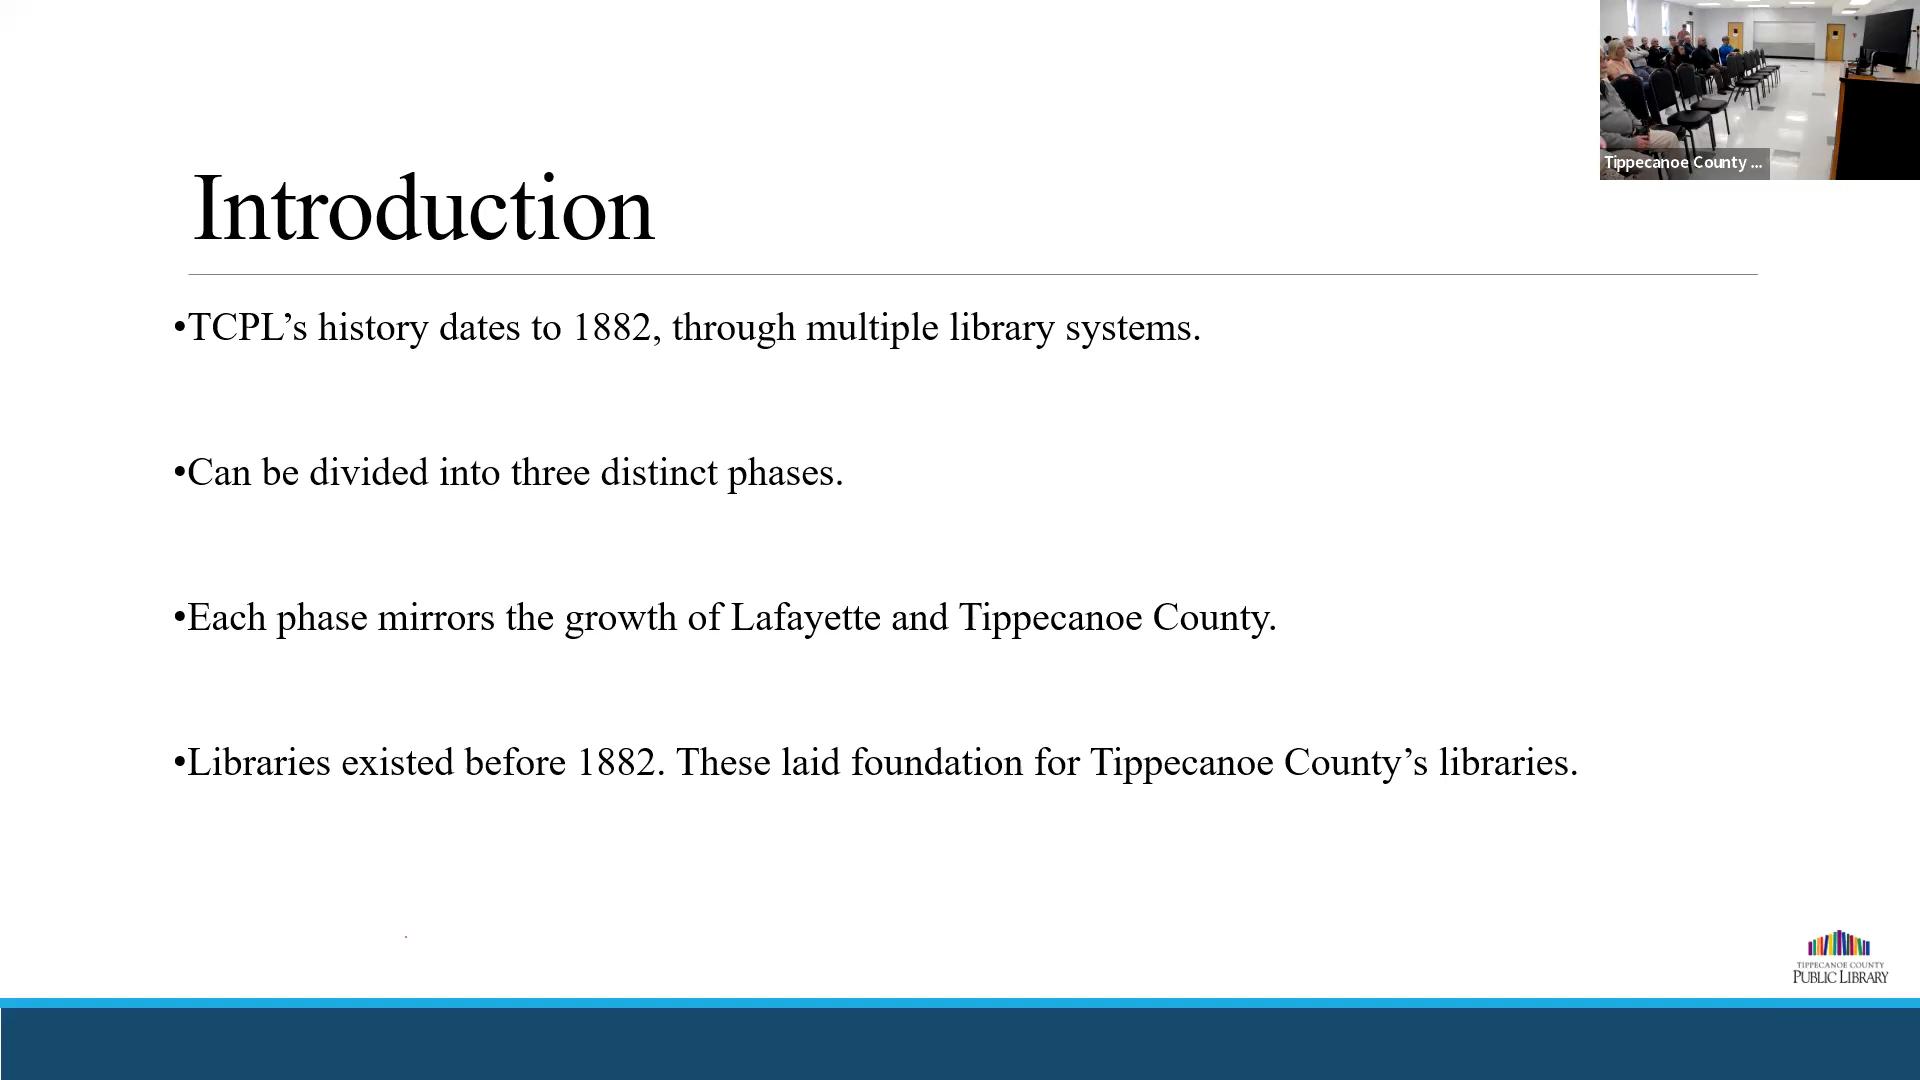 Tippecanoe County ...
Introduction
•TCPL’s history dates to 1882, through multiple library systems.
•Can be divided into three distinct phases.
•Each phase mirrors the growth of Lafayette and Tippecanoe County.
•Libraries existed before 1882. These laid foundation for Tippecanoe County’s libraries.
TIPPECANOE COUNTY
PUBLIC LIBRARY